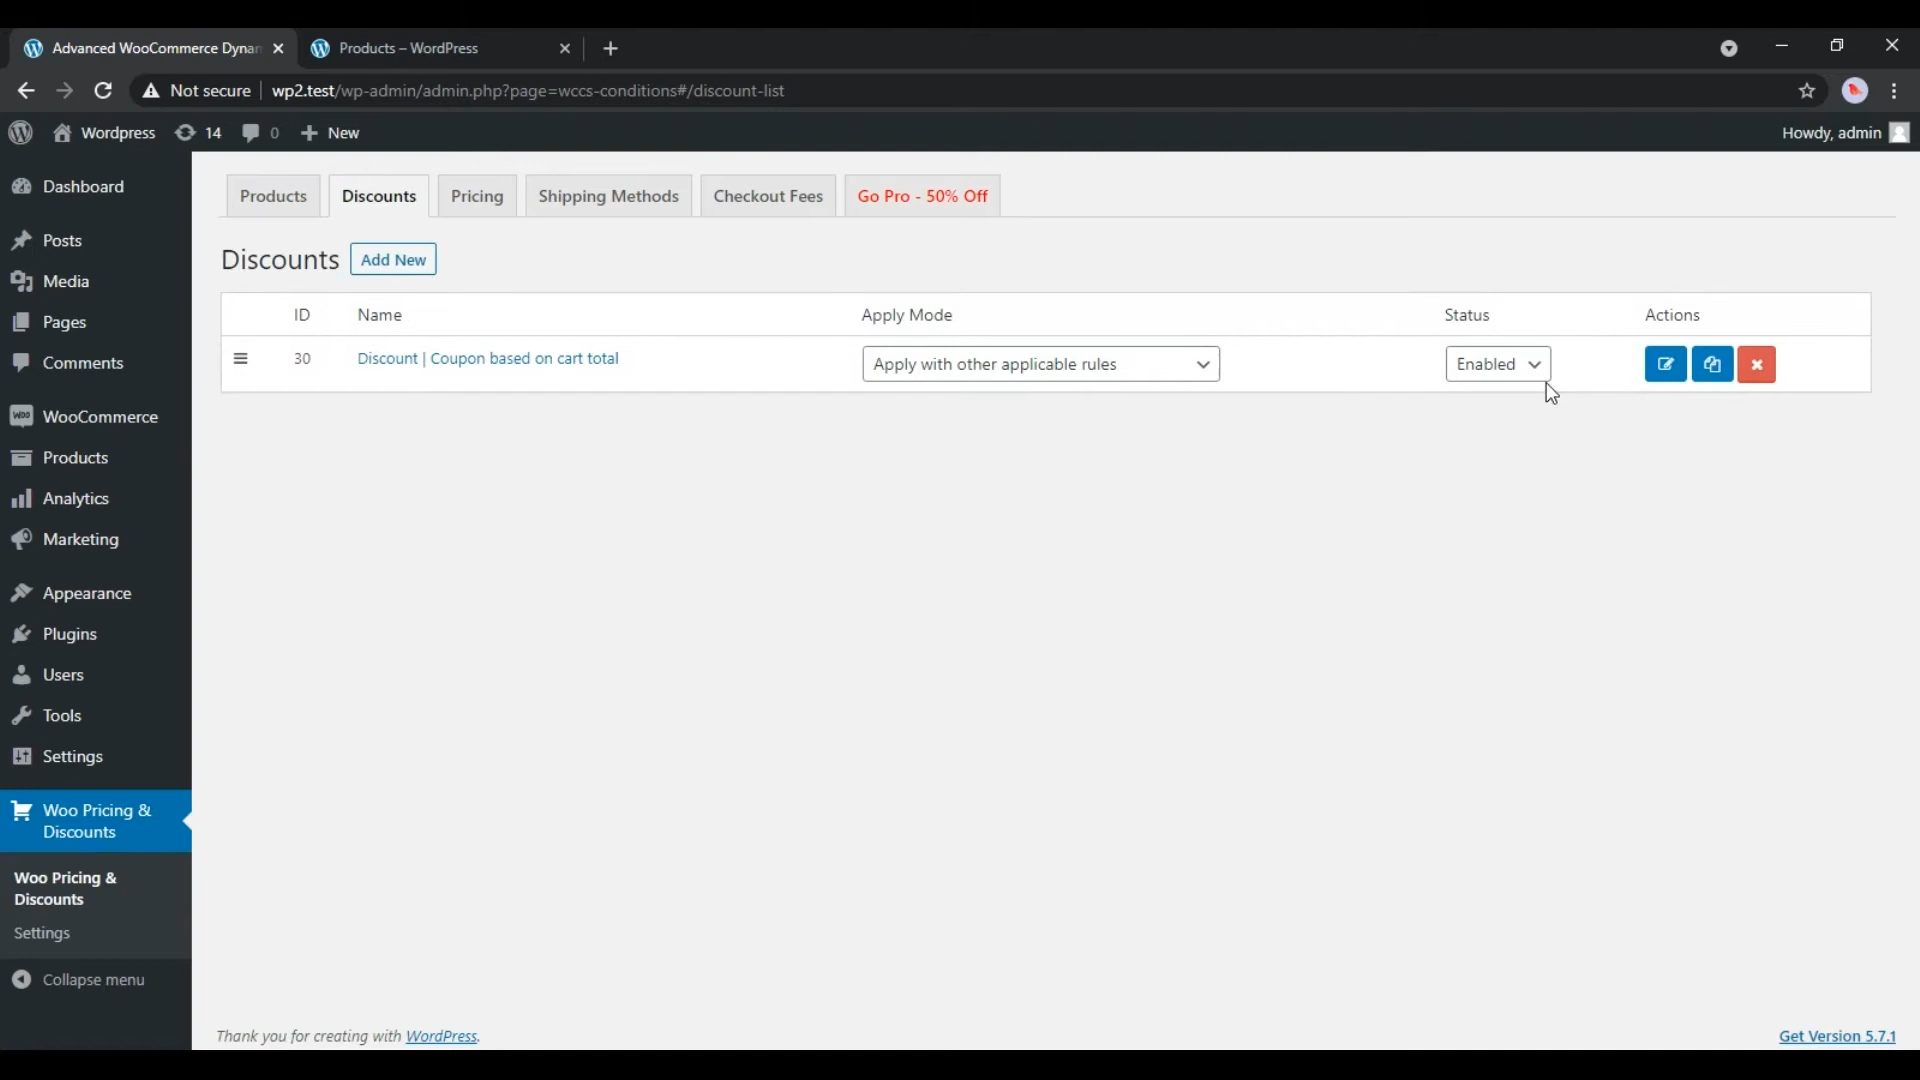 Advanced WooCommerce Dynan
Products – WordPress
Not secure
wp2.test/wp-admin/admin.php?page=wccs-conditions#/discount-list
Wordpress
14
0
New
Howdy, admin
Dashboard
Posts
Media
Pages
Comments
WOO
WooCommerce
Products
Analytics
Marketing
Appearance
Plugins
Users
Tools
Settings
Woo Pricing &
Discounts
Woo Pricing &
Discounts
Settings
Collapse menu
Products
Discounts
Pricing
Shipping Methods
Checkout Fees
Go Pro - 50% Off
Discounts
Add New
ID Name Apply Mode Status Actions
30 Discount | Coupon based on cart total Apply with other applicable rules Enabled
Thank you for creating with WordPress.
Get Version 5.7.1